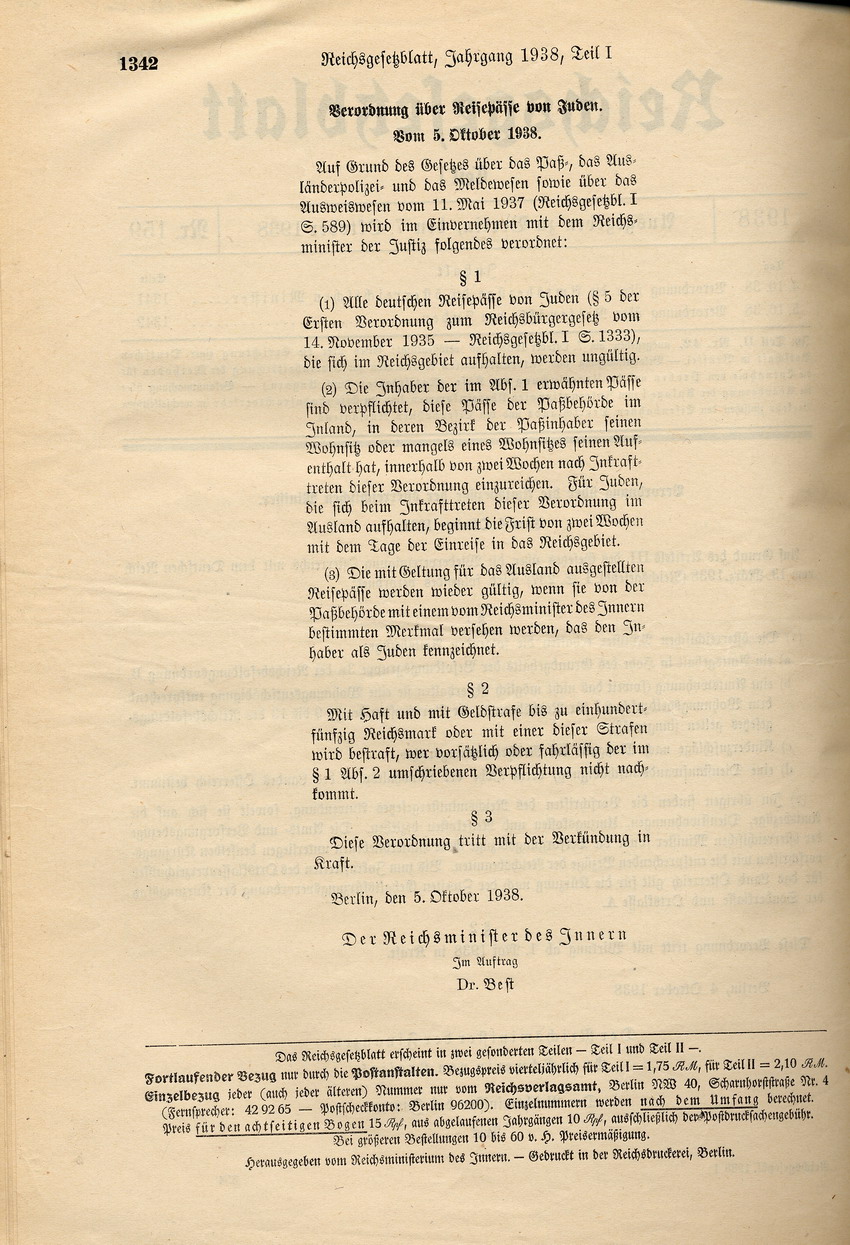 1342
Reichsgesetzblatt, Jahrgang 1938, Teil I
Verordnung über Reisepässe von Juden.
Vom 5. Oktober 1938.
Auf Grund des Gesetzes über das Paß-, das Aus-
länderpolizei- und das Meldewesen sowie über das
Ausweiswesen vom 11. Mai 1937 (Reichsgesetzbl. I
S. 589) wird im Einvernehmen mit dem Reichs-
minister der Justiz folgendes verordnet:
§ 1
(1) Alle deutschen Reisepässe von Juden (§ 5 der
Ersten Verordnung zum Reichsbürgergesetz vom
14. November 1935 — Reichsgesetzbl. I S. 1333),
die sich im Reichsgebiet aufhalten, werden ungültig.
(2) Die Inhaber der im Abs. 1 erwähnten Pässe
sind verpflichtet, diese Pässe der Paßbehörde im
Inland, in deren Bezirk der Paßinhaber seinen
Wohnsitz oder mangels eines Wohnsitzes seinen Auf-
enthalt hat, innerhalb von zwei Wochen nach Inkraft-
treten dieser Verordnung einzureichen. Für Juden,
die sich beim Inkrafttreten dieser Verordnung im
Ausland aufhalten, beginnt die Frist von zwei Wochen
mit dem Tage der Einreise in das Reichsgebiet.
(3) Die mit Geltung für das Ausland ausgestellten
Reisepässe werden wieder gültig, wenn sie von der
Paßbehörde mit einem vom Reichsminister des Innern
bestimmten Merkmal versehen werden, das den In-
haber als Juden kennzeichnet.
§ 2
Mit Haft und mit Geldstrafe bis zu einhundert-
fünfzig Reichsmark oder mit einer dieser Strafen
wird bestraft, wer vorsätzlich oder fahrlässig der im
§ 1 Abs. 2 umschriebenen Verpflichtung nicht nach-
kommt.
§ 3
Diese Verordnung tritt mit der Verkündung in
Kraft.
Berlin, den 5. Oktober 1938.
Der Reichsminister des Innern
Im Auftrag
Dr. Best
Das Reichsgesetzblatt erscheint in zwei gesonderten Teilen — Teil I und Teil II —.
Fortlaufender Bezug nur durch die Postanstalten. Bezugspreis vierteljährlich für Teil I = 1,75 RM, für Teil II = 2,10 RM.
Einzelbezug jeder (auch jeder älteren) Nummer nur vom Reichsverlagsamt, Berlin NW 40, Scharnhorststraße Nr. 4
(Fernsprecher: 42 92 65 — Postscheckkonto: Berlin 96200). Einzelnummern werden nach dem Umfang berechnet.
Preis für den achtseitigen Bogen 15 Rpf, aus abgelaufenen Jahrgängen 10 Rpf, ausschließlich der Postdrucksachengebühr.
Bei größeren Bestellungen 10 bis 60 v. H. Preisermäßigung.
Herausgegeben vom Reichsministerium des Innern. — Gedruckt in der Reichsdruckerei, Berlin.